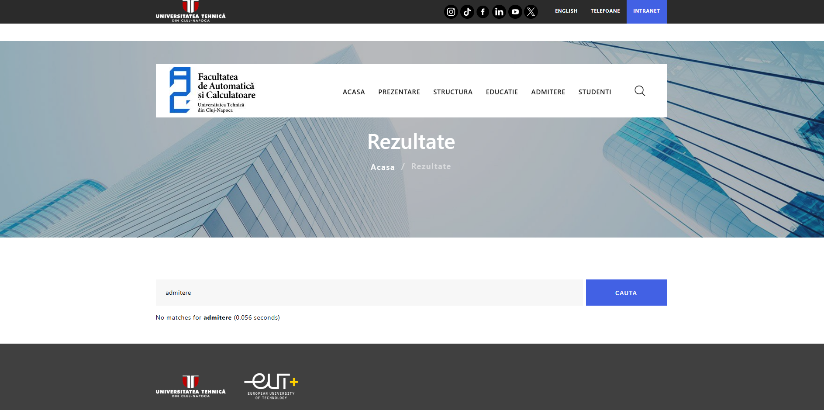 UNIVERSITATEA TEHNICĂ
DIN CLUJ-NAPOCA
ENGLISH
TELEFOANE
INTRANET
Facultatea
de Automatică
și Calculatoare
Universitatea Tehnică
din Cluj-Napoca
ACASA
PREZENTARE
STRUCTURA
EDUCATIE
ADMITERE
STUDENTI
Rezultate
Acasa / Rezultate
admitere
CAUTA
No matches for admitere (0.056 seconds)
UNIVERSITATEA TEHNICĂ
DIN CLUJ-NAPOCA
eut+
EUROPEAN UNIVERSITY
OF TECHNOLOGY